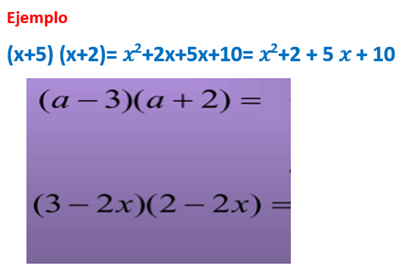 Ejemplo
(x+5) (x+2)= x²+2x+5x+10= x²+2 + 5 x + 10
(a − 3)(a + 2) =
(3 − 2x)(2 − 2x) =